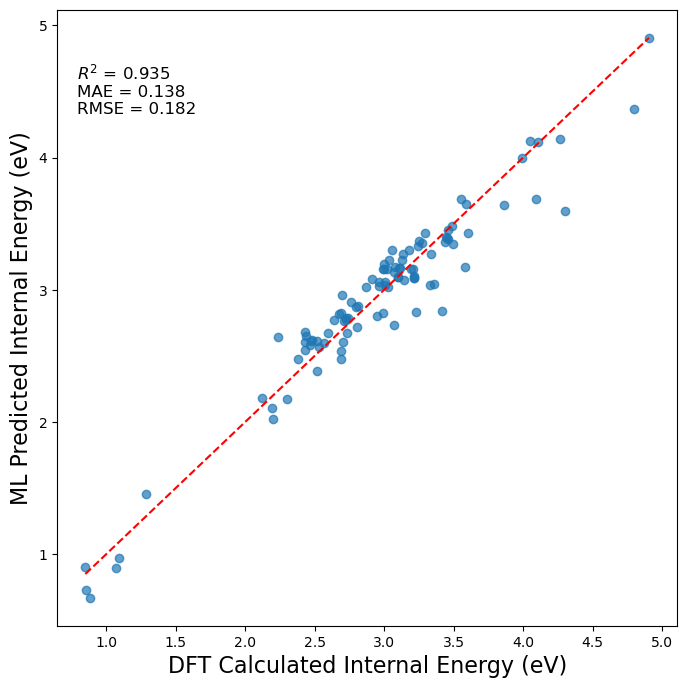 5
4
3
2
1
ML Predicted Internal Energy (eV)
R² = 0.935
MAE = 0.138
RMSE = 0.182
1.0 1.5 2.0 2.5 3.0 3.5 4.0 4.5 5.0
DFT Calculated Internal Energy (eV)